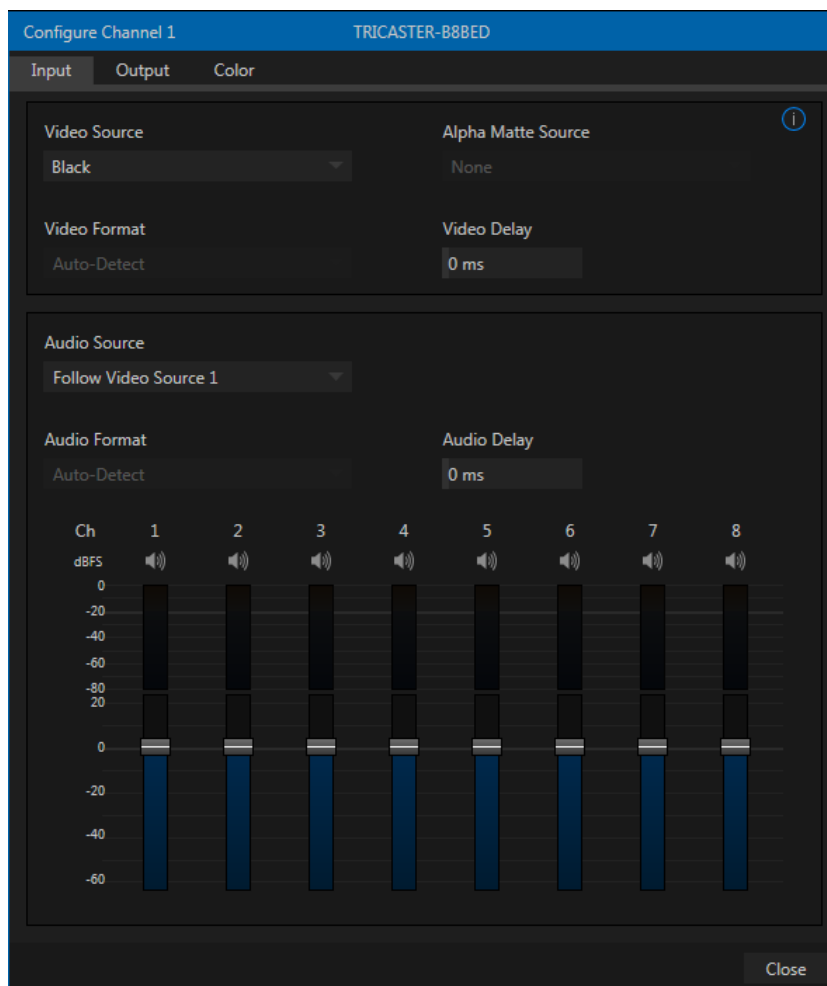 Configure Channel 1 TRICASTER-B8BED
Input Output Color
Video Source Alpha Matte Source
Black None
Video Format Video Delay
Auto-Detect 0 ms
Audio Source
Follow Video Source 1
Audio Format Audio Delay
Auto-Detect 0 ms
Ch 1 2 3 4 5 6 7 8
dBFS
0
-20
-40
-60
-80
20
0
-20
-40
-60
Close